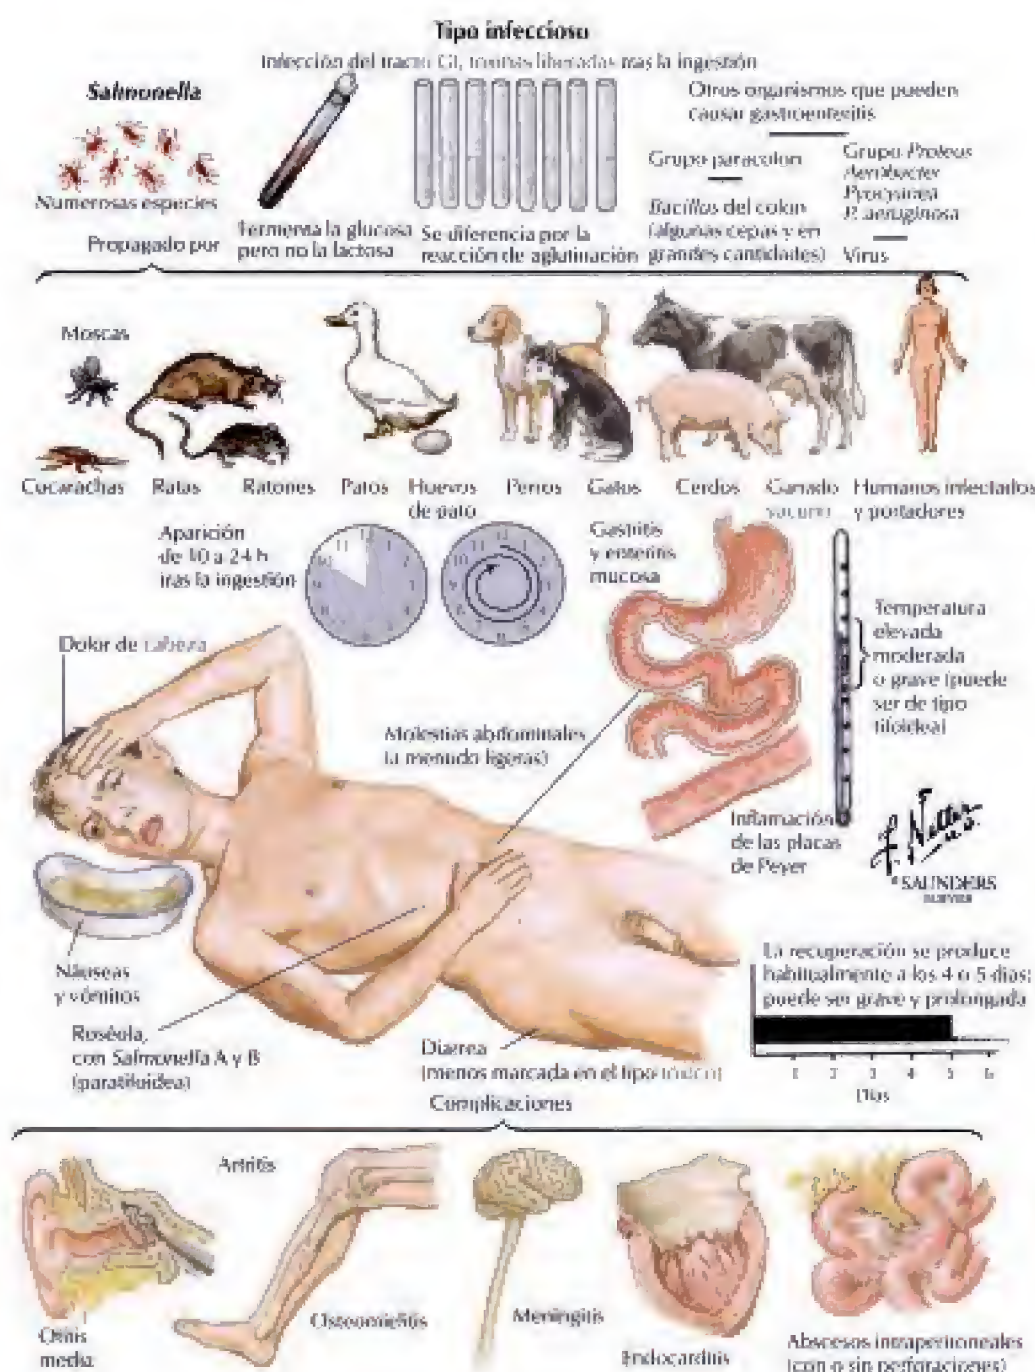 Tipo infeccioso
Infección del tracto GI, toxinas liberadas tras la ingestión
Salmonella
Numerosas especies
Propagado por
Fermenta la glucosa
pero no la lactosa
Se diferencia por la
reacción de aglutinación
Otros organismos que pueden
causar gastroenteritis
Grupo paracolon
Bacillus del colon
(algunas cepas y en
grandes cantidades)
Grupo Proteus
Aerobacter
Pyocyanea
P. aeruginosa
Virus
Moscas
Cucarachas
Ratas
Ratones
Patos
Huevos
de pato
Perros
Gatos
Cerdos
Ganado
vacuno
Humanos infectados
y portadores
Aparición
de 10 a 24 h
tras la ingestión
Gastritis
y enteritis
mucosa
Temperatura
elevada
moderada
o grave (puede
ser de tipo
tifoidea)
Dolor de cabeza
Molestias abdominales
(a menudo ligeras)
Inflamación
de las placas
de Peyer
F. Netter
M.D.
© SAUNDERS
ELSEVIER
Náuseas
y vómitos
Roséola,
con Salmonella A y B
(paratifoidea)
Diarrea
(menos marcada en el tipo tóxico)
La recuperación se produce
habitualmente a los 4 o 5 días;
puede ser grave y prolongada
1 2 3 4 5 6
Días
Complicaciones
Otitis
media
Artritis
Osteomielitis
Meningitis
Endocarditis
Abscesos intraperitoneales
(con o sin perforaciones)